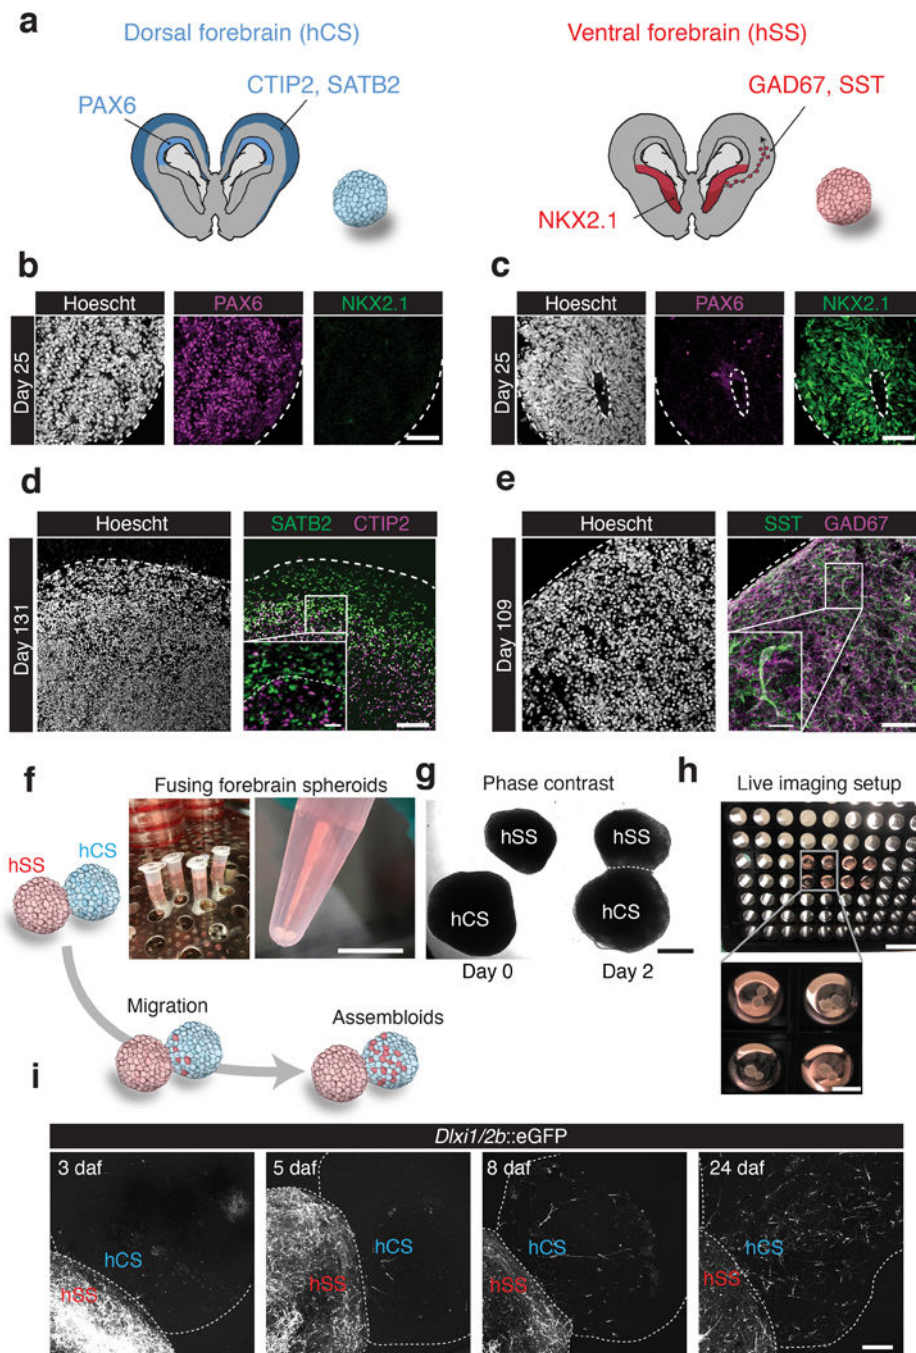 a
Dorsal forebrain (hCS)
Ventral forebrain (hSS)
PAX6
CTIP2, SATB2
GAD67, SST
NKX2.1
b
c
Hoescht
PAX6
NKX2.1
Hoescht
PAX6
NKX2.1
Day 25
Day 25
d
e
Hoescht
SATB2 CTIP2
Hoescht
SST GAD67
Day 131
Day 109
f
Fusing forebrain spheroids
hSS
hCS
g
Phase contrast
hSS
hCS
hSS
hCS
Day 0
Day 2
h
Live imaging setup
Migration
Assembloids
i
Dlxi1/2b::eGFP
3 daf
hCS
hSS
5 daf
hCS
hSS
8 daf
hCS
hSS
24 daf
hCS
hSS